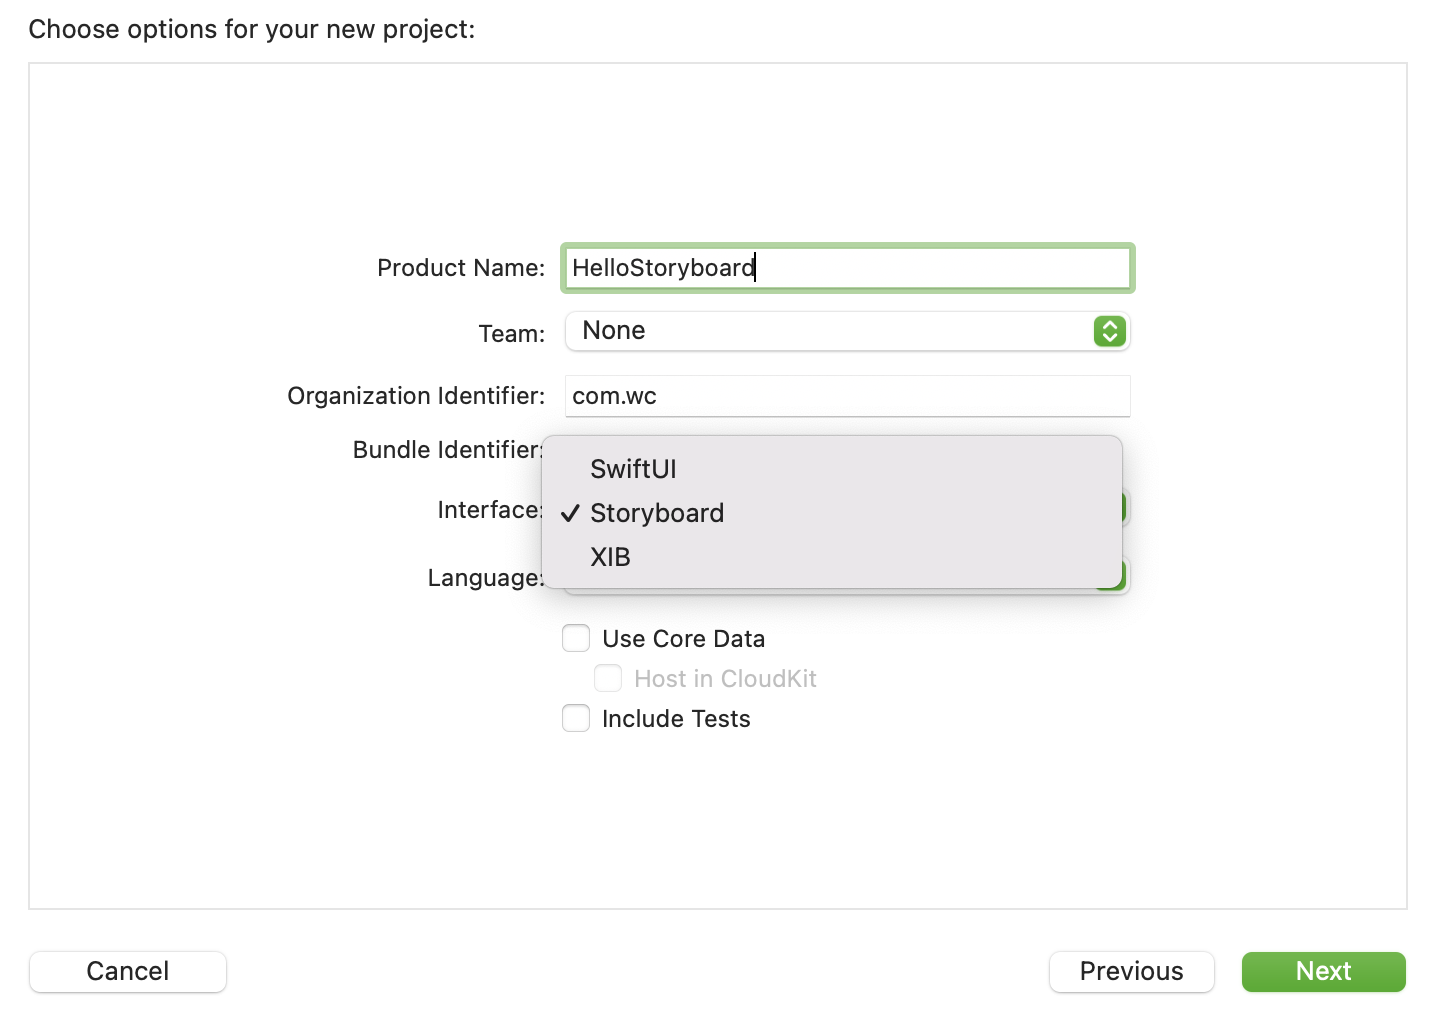 Choose options for your new project:
Product Name: HelloStoryboard
Team: None
Organization Identifier: com.wc
Bundle Identifier:
SwiftUI
Interface: ✓ Storyboard
XIB
Language:
Use Core Data
Host in CloudKit
Include Tests
Cancel Previous Next